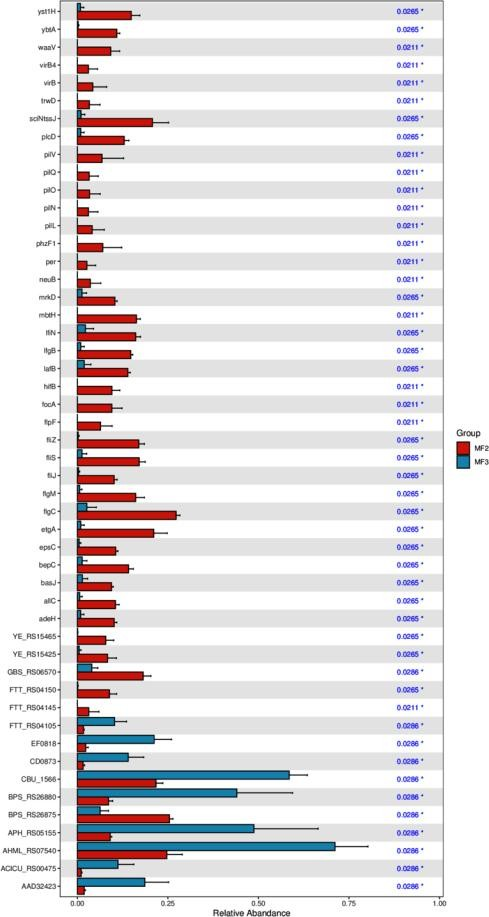 yst1H 0.0265 *
ybtA 0.0265 *
waaV 0.0211 *
virB4 0.0211 *
virB 0.0211 *
trwD 0.0211 *
sciNtssJ 0.0265 *
plcD 0.0265 *
pilV 0.0211 *
pilQ 0.0211 *
pilO 0.0211 *
pilN 0.0211 *
pilL 0.0211 *
phzF1 0.0211 *
per 0.0211 *
neuB 0.0211 *
mrkD 0.0265 *
mbtH 0.0211 *
lfiN 0.0265 *
lfgB 0.0265 *
lafB 0.0265 *
hifB 0.0211 *
focA 0.0211 *
flpF 0.0211 *
fliZ 0.0265 *
fliS 0.0265 *
fliJ 0.0265 *
flgM 0.0265 *
flgC 0.0265 *
etgA 0.0265 *
epsC 0.0265 *
bepC 0.0265 *
basJ 0.0265 *
allC 0.0265 *
adeH 0.0265 *
YE_RS15465 0.0265 *
YE_RS15425 0.0265 *
GBS_RS06570 0.0286 *
FTT_RS04150 0.0265 *
FTT_RS04145 0.0211 *
FTT_RS04105 0.0286 *
EF0818 0.0286 *
CD0873 0.0286 *
CBU_1566 0.0286 *
BPS_RS26880 0.0286 *
BPS_RS26875 0.0286 *
APH_RS05155 0.0286 *
AHML_RS07540 0.0286 *
ACICU_RS00475 0.0286 *
AAD32423 0.0286 *
0.00 0.25 0.50 0.75 1.00
Relative Abundance
Group
MF2
MF3